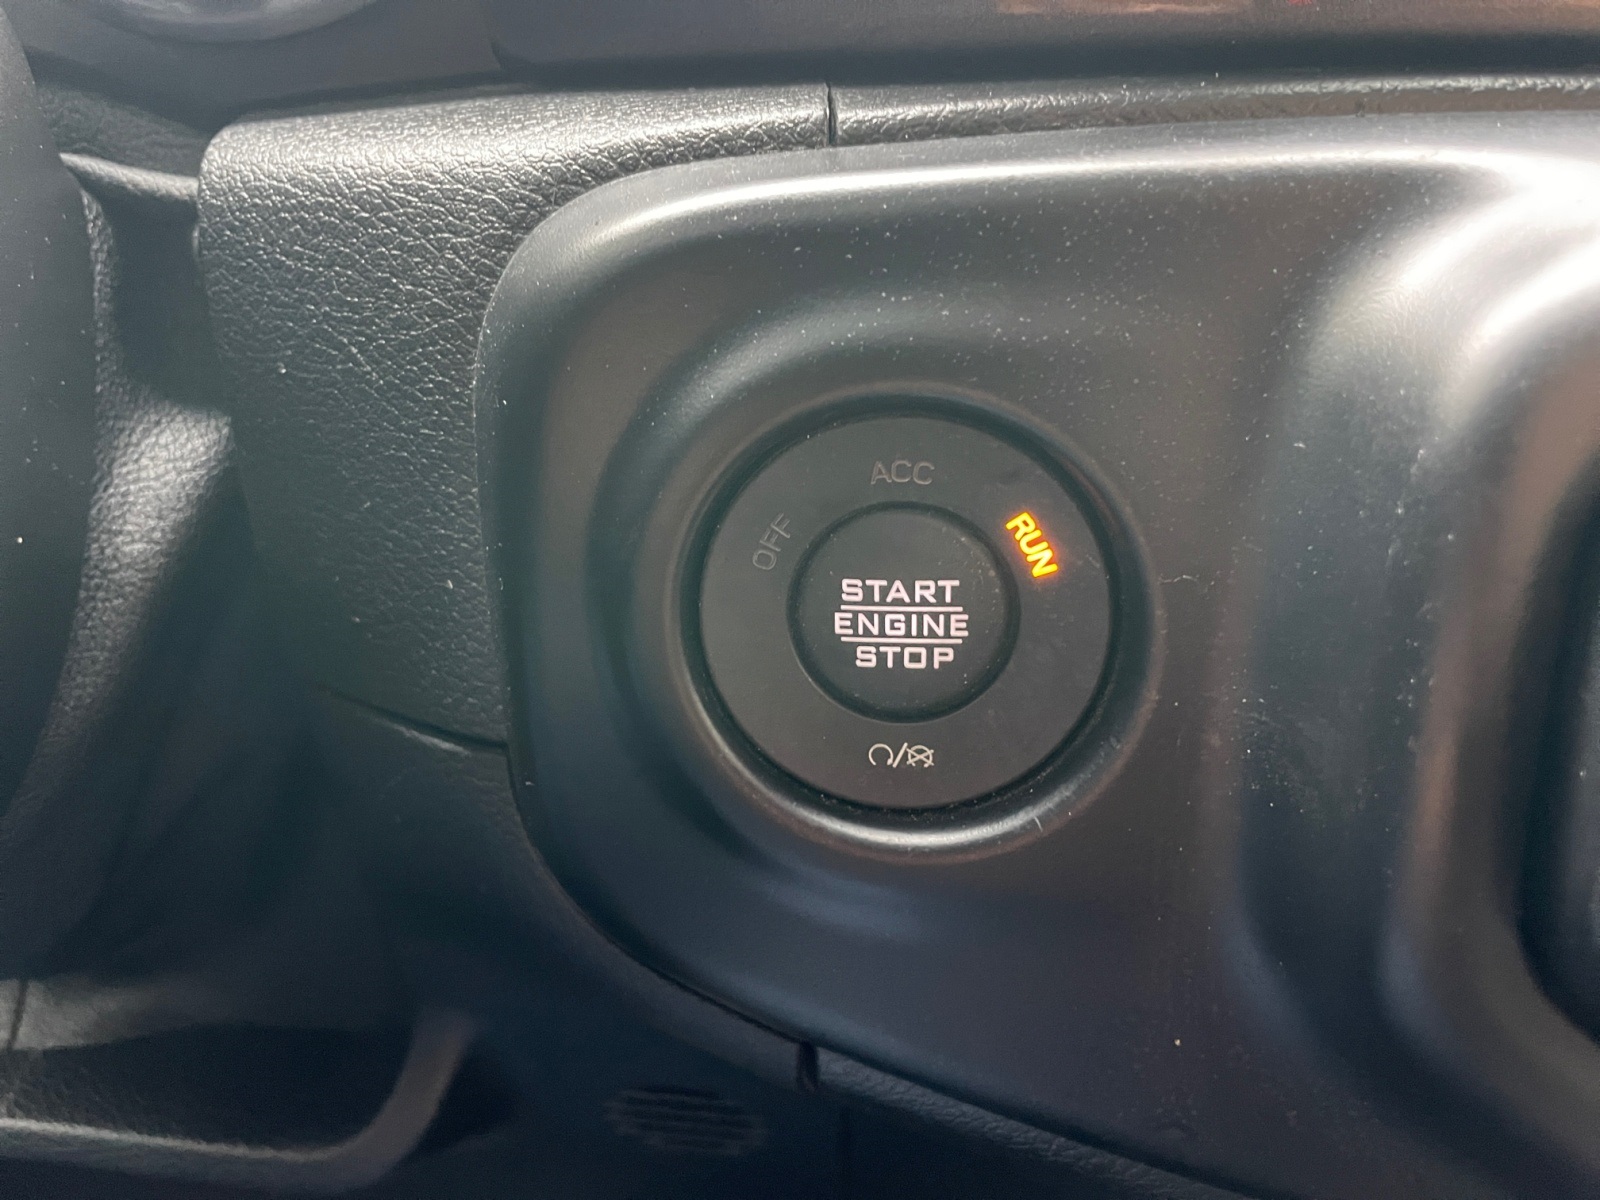 ACC
OFF
RUN
START
ENGINE
STOP